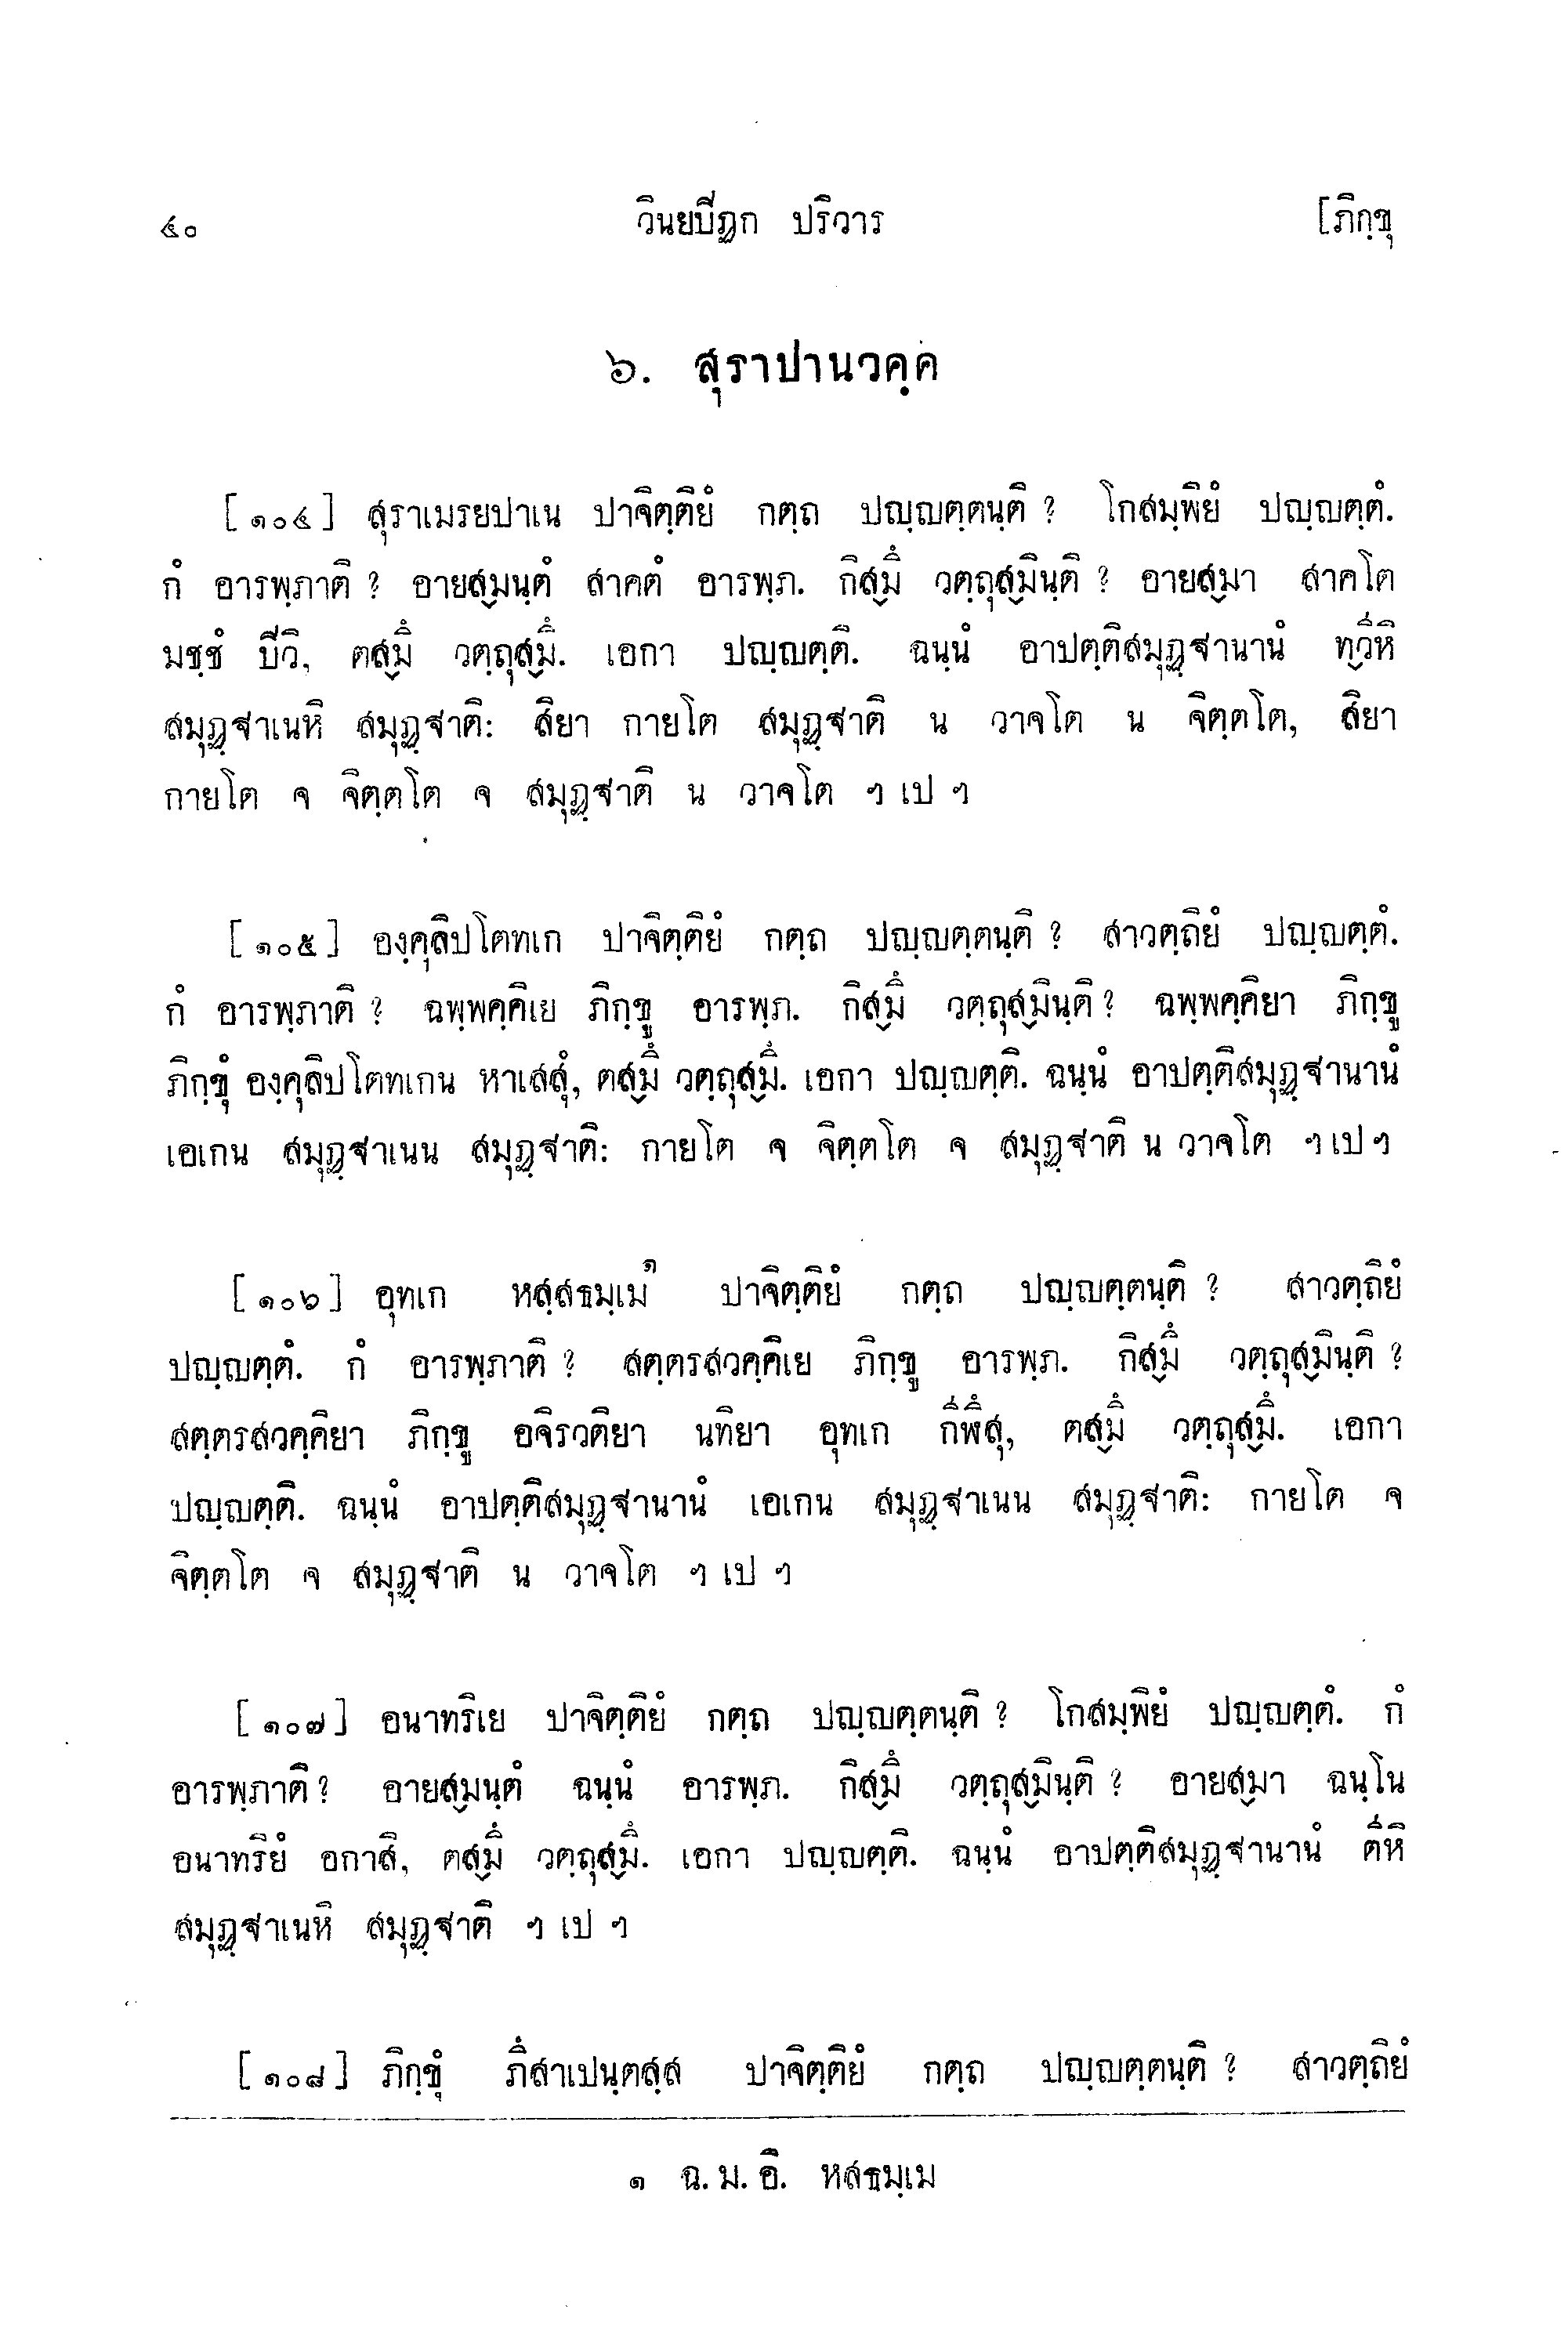 ๔๐ วินยปิฏก ปริวาร [ภิกฺขุ
๖. สุราปานวคฺค
[๑๐๔] สุราเมรยปาเน ปาจิตฺติยํ กตฺถ ปญฺญตฺตนฺติ ? โกสมฺพิยํ ปญฺญตฺตํ.
กํ อารพฺภาติ ? อายสฺมนฺตํ สาคตํ อารพฺภ. กิสฺมึ วตฺถุสฺมินฺติ ? อายสฺมา สาคโต
มชฺชํ ปิวิ, ตสฺมึ วตฺถุสฺมึ. เอกา ปญฺญตฺติ. ฉนฺนํ อาปตฺติสมุฏฺฐานานํ ทฺวีหิ
สมุฏฺฐาเนหิ สมุฏฺฐาติ: สิยา กายโต สมุฏฺฐาติ น วาจโต น จิตฺตโต, สิยา
กายโต จ จิตฺตโต จ สมุฏฺฐาติ น วาจโต ฯ เป ฯ
[๑๐๕] องฺคุลิปโตทเก ปาจิตฺติยํ กตฺถ ปญฺญตฺตนฺติ ? สาวตฺถิยํ ปญฺญตฺตํ.
กํ อารพฺภาติ ? ฉพฺพคฺคิเย ภิกฺขู อารพฺภ. กิสฺมึ วตฺถุสฺมินฺติ ? ฉพฺพคฺคิยา ภิกฺขู
ภิกฺขุํ องฺคุลิปโตทเกน หาเสสุํ, ตสฺมึ วตฺถุสฺมึ. เอกา ปญฺญตฺติ. ฉนฺนํ อาปตฺติสมุฏฺฐานานํ
เอเกน สมุฏฺฐาเนน สมุฏฺฐาติ: กายโต จ จิตฺตโต จ สมุฏฺฐาติ น วาจโต ฯ เป ฯ
[๑๐๖] อุทเก หสฺสธมฺเม๑ ปาจิตฺติยํ กตฺถ ปญฺญตฺตนฺติ ? สาวตฺถิยํ
ปญฺญตฺตํ. กํ อารพฺภาติ ? สตฺตรสวคฺคิเย ภิกฺขู อารพฺภ. กิสฺมึ วตฺถุสฺมินฺติ ?
สตฺตรสวคฺคิยา ภิกฺขู อจิรวติยา นทิยา อุทเก กีฬึสุ, ตสฺมึ วตฺถุสฺมึ. เอกา
ปญฺญตฺติ. ฉนฺนํ อาปตฺติสมุฏฺฐานานํ เอเกน สมุฏฺฐาเนน สมุฏฺฐาติ: กายโต จ
จิตฺตโต จ สมุฏฺฐาติ น วาจโต ฯ เป ฯ
[๑๐๗] อนาทริเย ปาจิตฺติยํ กตฺถ ปญฺญตฺตนฺติ ? โกสมฺพิยํ ปญฺญตฺตํ. กํ
อารพฺภาติ ? อายสฺมนฺตํ ฉนฺนํ อารพฺภ. กิสฺมึ วตฺถุสฺมินฺติ ? อายสฺมา ฉนฺโน
อนาทริยํ อกาสิ, ตสฺมึ วตฺถุสฺมึ. เอกา ปญฺญตฺติ. ฉนฺนํ อาปตฺติสมุฏฺฐานานํ ตีหิ
สมุฏฺฐาเนหิ สมุฏฺฐาติ ฯ เป ฯ
[๑๐๘] ภิกฺขุํ ภึสาเปนฺตสฺส ปาจิตฺติยํ กตฺถ ปญฺญตฺตนฺติ ? สาวตฺถิยํ
๑ ฉ. ม. อิ. หสธมฺเม